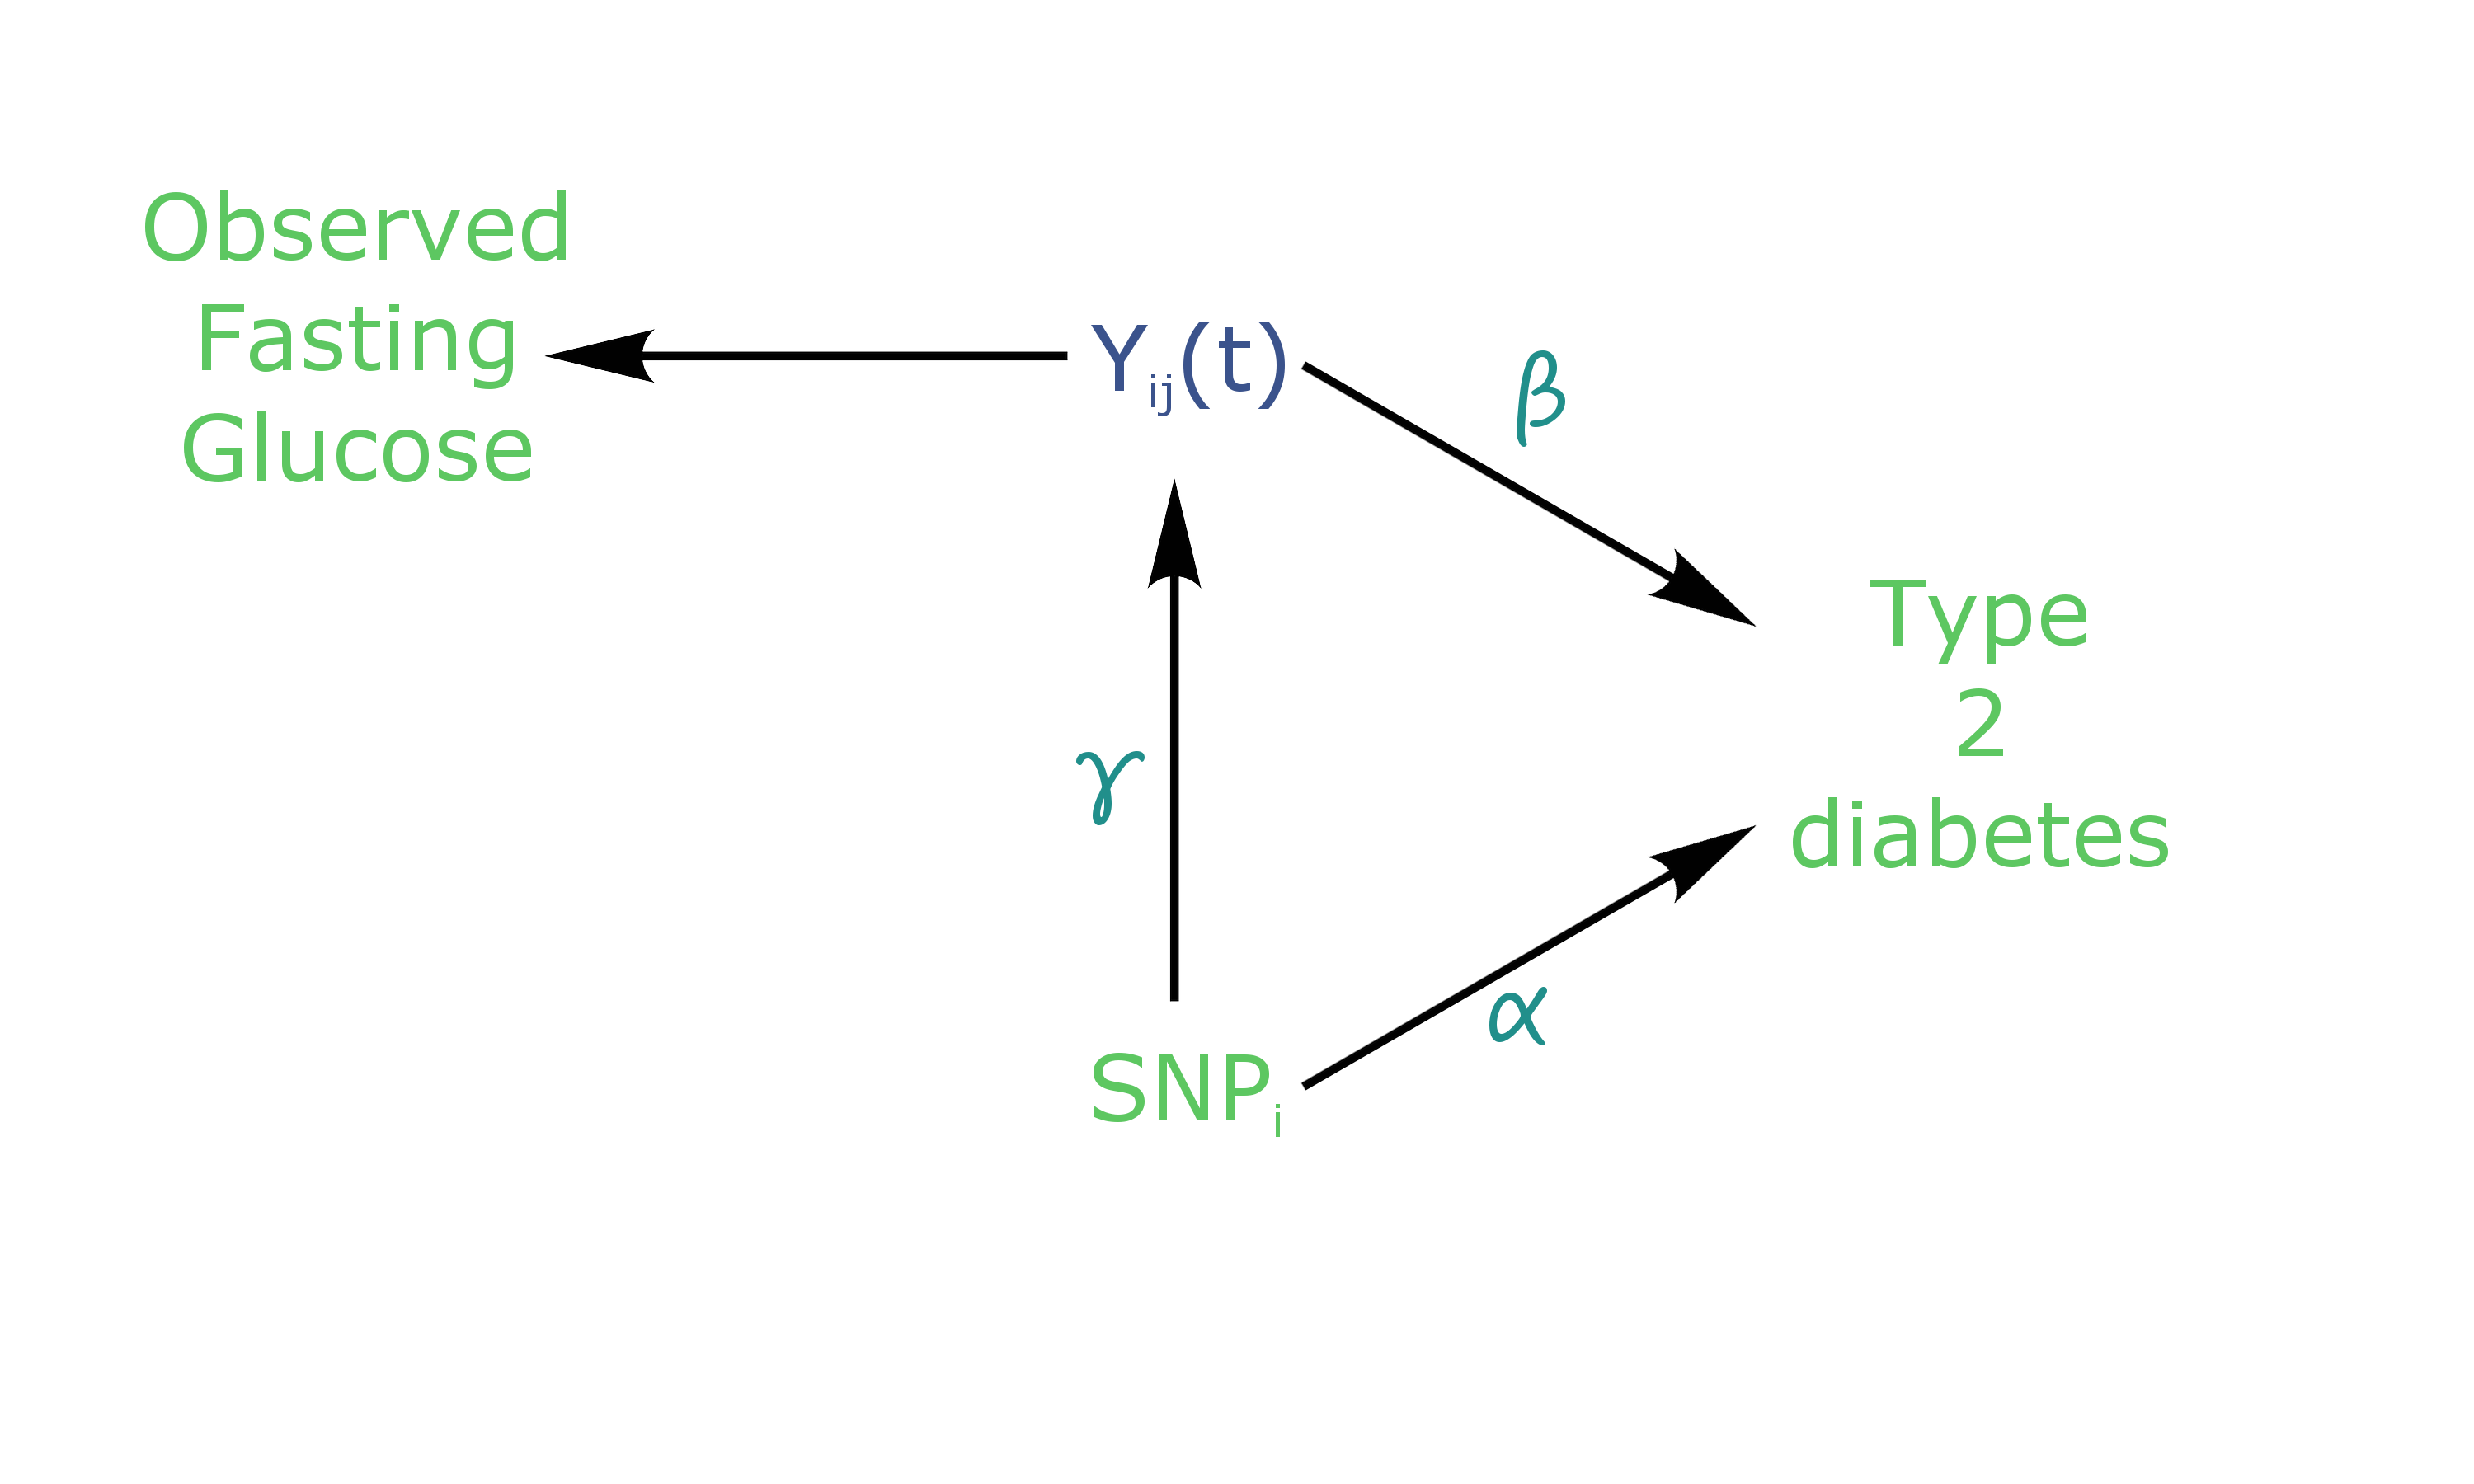 Observed
Fasting
Glucose
Yij(t)
β
Type
2
diabetes
γ
α
SNPi